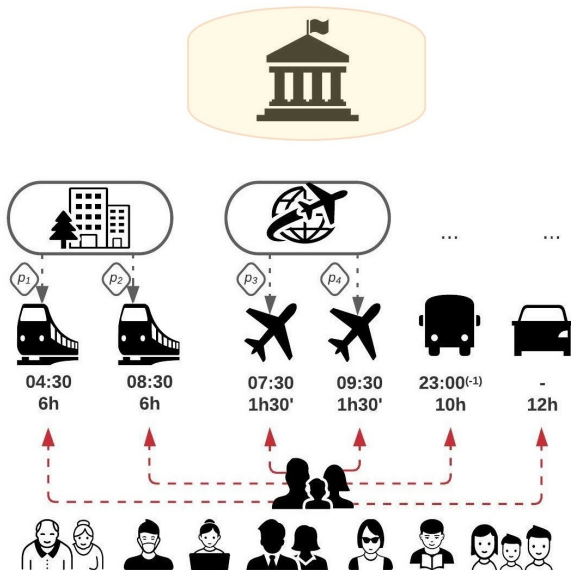 ... ...
p1 p2 p3 p4
04:30 08:30 07:30 09:30 23:00(-1) -
6h 6h 1h30' 1h30' 10h 12h